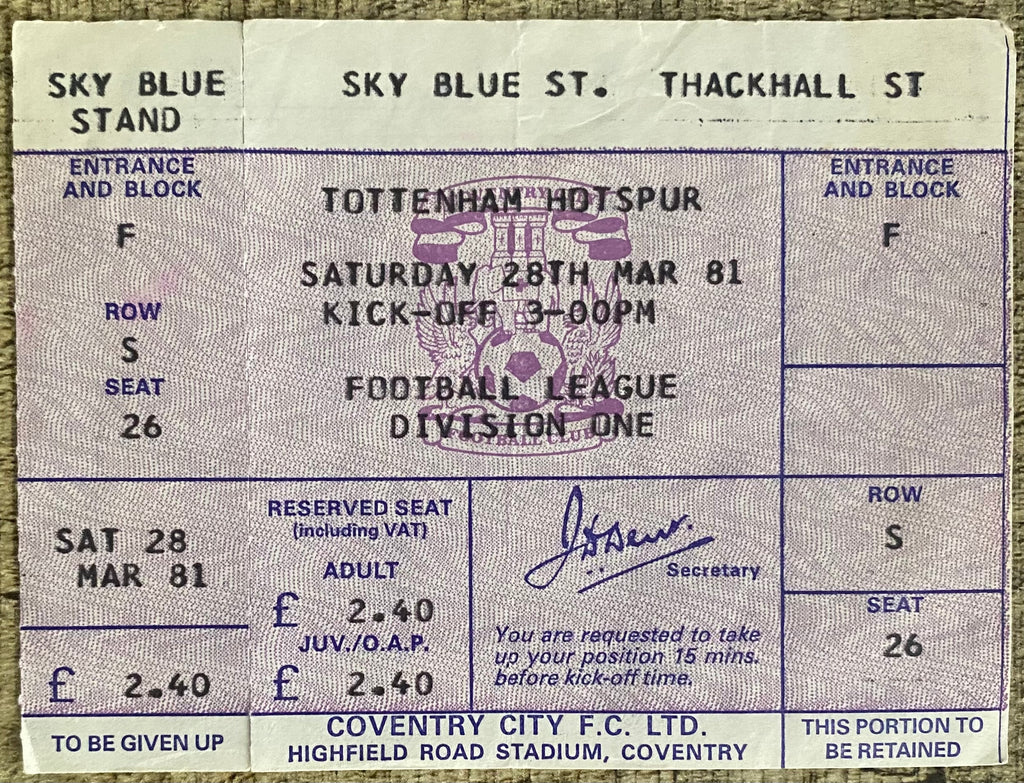 SKY BLUE
STAND
SKY BLUE ST. THACKHALL ST
ENTRANCE
AND BLOCK
F
ROW
S
SEAT
26
SAT 28
MAR 81
£ 2.40
TO BE GIVEN UP
TOTTENHAM HOTSPUR
SATURDAY 28TH MAR 81
KICK-OFF 3-00PM
FOOTBALL LEAGUE
DIVISION ONE
FOOTBALL CLUB
RESERVED SEAT
(including VAT)
ADULT
£ 2.40
JUV./O.A.P.
£ 2.40
Secretary
You are requested to take
up your position 15 mins.
before kick-off time.
COVENTRY CITY F.C. LTD.
HIGHFIELD ROAD STADIUM, COVENTRY
ENTRANCE
AND BLOCK
F
ROW
S
SEAT
26
THIS PORTION TO
BE RETAINED